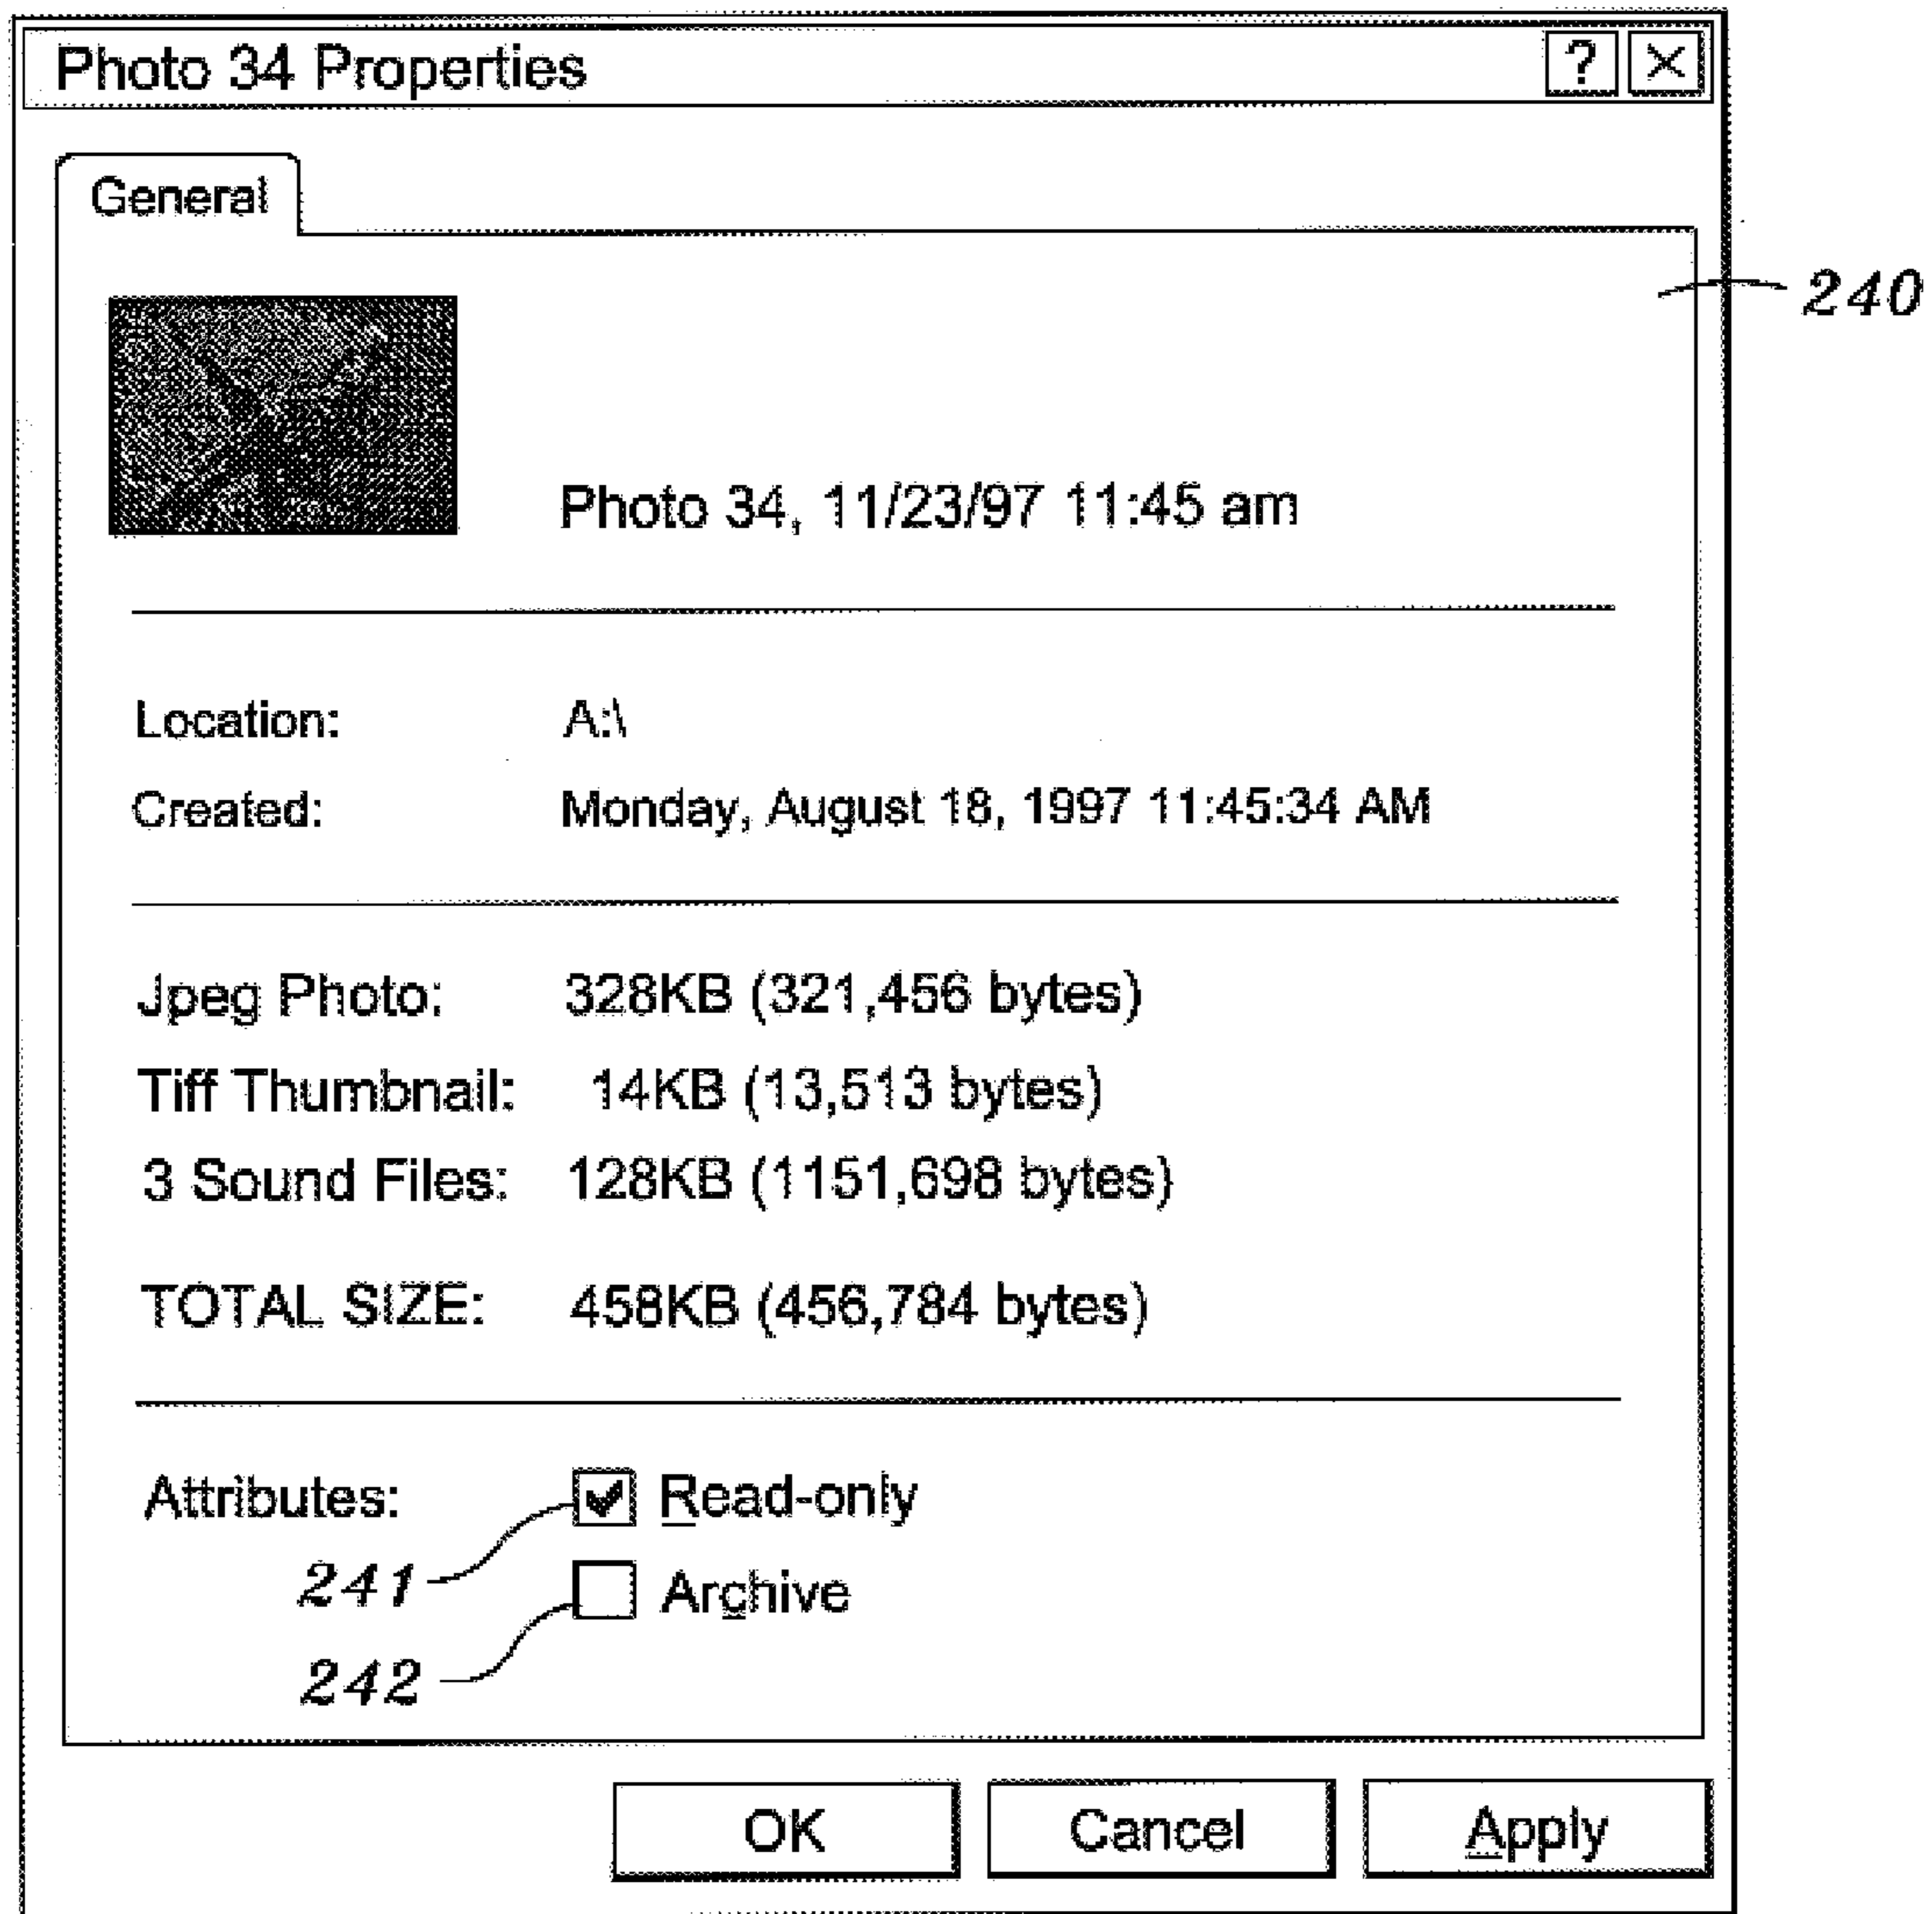 Photo 34 Properties ? X
General
240
Photo 34, 11/23/97 11:45 am
Location: A:\
Created: Monday, August 18, 1997 11:45:34 AM
Jpeg Photo: 328KB (321,456 bytes)
Tiff Thumbnail: 14KB (13,513 bytes)
3 Sound Files: 128KB (1151,698 bytes)
TOTAL SIZE: 458KB (456,784 bytes)
Attributes: Read-only
241
Archive
242
OK Cancel Apply